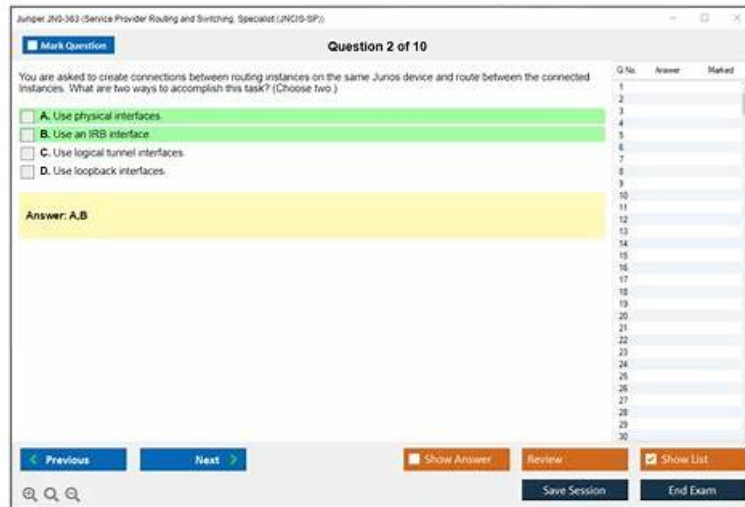 Juniper JN0-363 (Service Provider Routing and Switching, Specialist (JNCIS-SP))
Mark Question
Question 2 of 10
You are asked to create connections between routing instances on the same Junos device and route between the connected
Instances. What are two ways to accomplish this task? (Choose two.)
A. Use physical interfaces.
B. Use an IRB interface.
C. Use logical tunnel interfaces.
D. Use loopback interfaces.
Answer: A,B
Q.No. Answer Marked
1
2
3
4
5
6
7
8
9
10
11
12
13
14
15
16
17
18
19
20
21
22
23
24
25
26
27
28
29
30
Previous
Next
Show Answer
Review
Show List
Save Session
End Exam